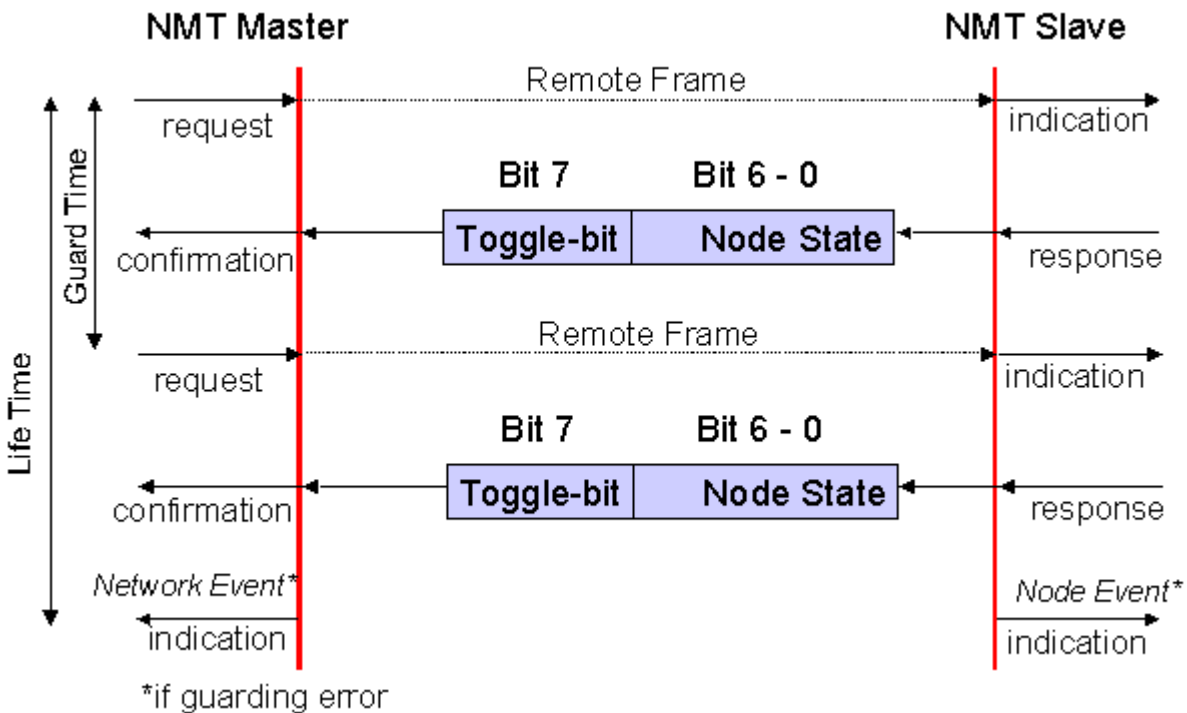 NMT Master
NMT Slave
Remote Frame
request
indication
Bit 7
Bit 6 - 0
Toggle-bit
Node State
confirmation
response
Guard Time
Remote Frame
request
indication
Life Time
Bit 7
Bit 6 - 0
Toggle-bit
Node State
confirmation
response
Network Event*
Node Event*
indication
indication
*if guarding error